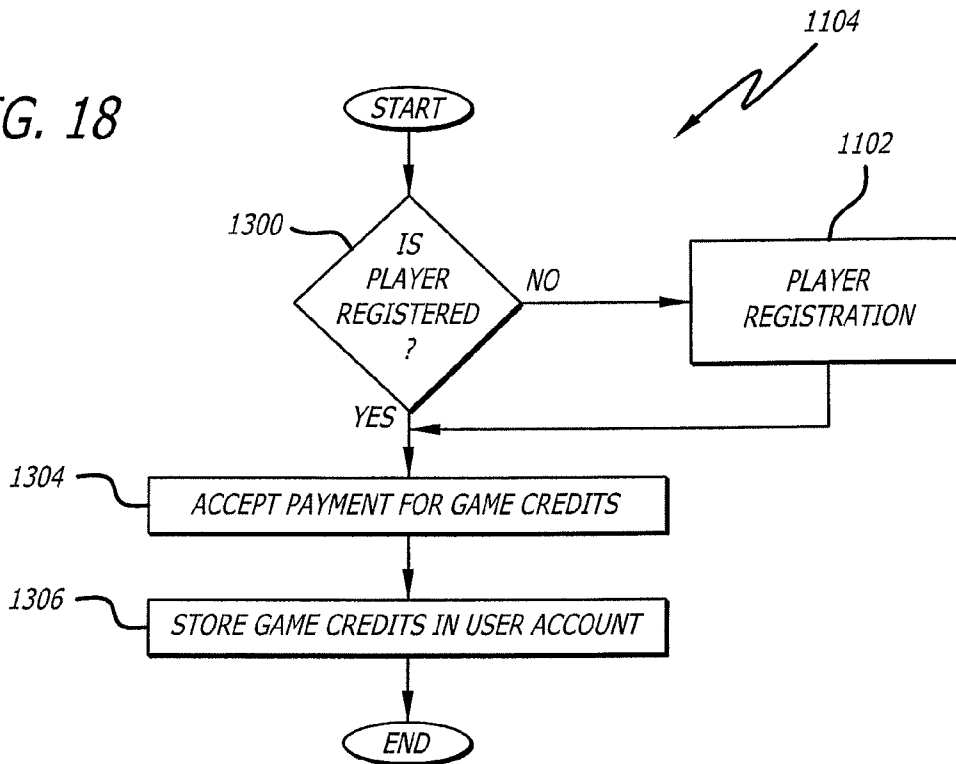 1104
G. 18
START
1102
1300
IS
PLAYER
REGISTERED
?
NO
PLAYER
REGISTRATION
YES
1304
ACCEPT PAYMENT FOR GAME CREDITS
1306
STORE GAME CREDITS IN USER ACCOUNT
END